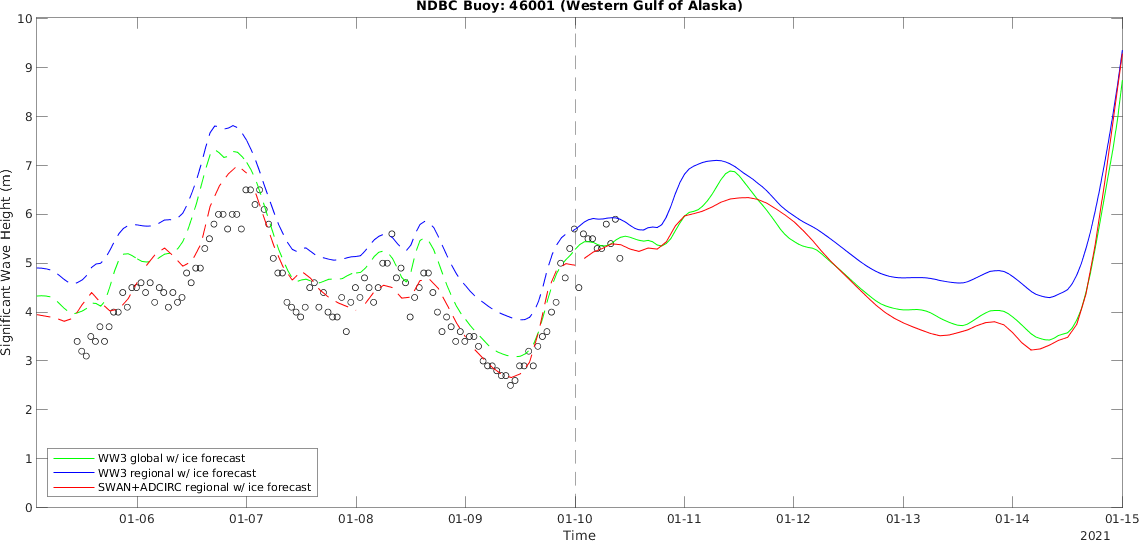 NDBC Buoy: 46001 (Western Gulf of Alaska)
10
9
8
7
6
5
4
3
2
1
0
Significant Wave Height (m)
WW3 global w/ ice forecast
WW3 regional w/ ice forecast
SWAN+ADCIRC regional w/ ice forecast
01-06 01-07 01-08 01-09 01-10 01-11 01-12 01-13 01-14 01-15
Time
2021